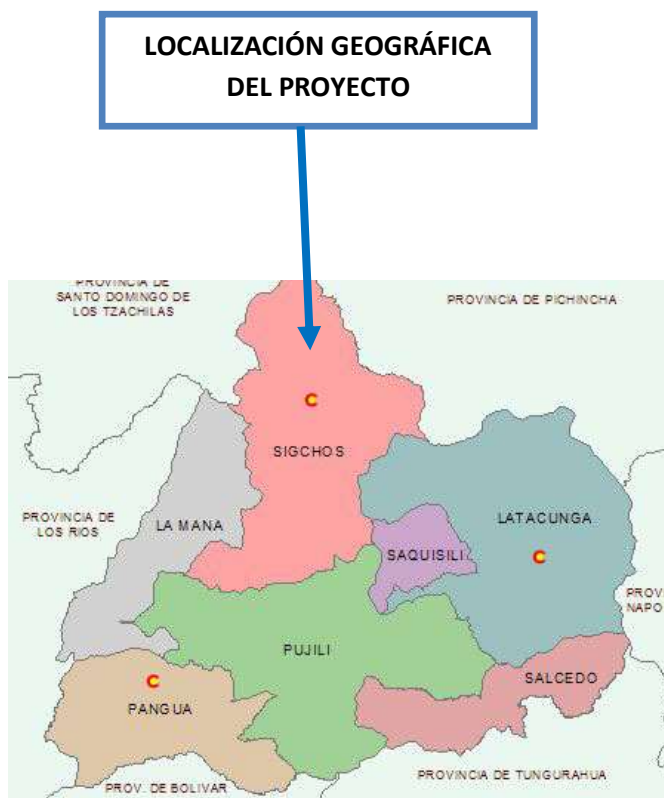 LOCALIZACIÓN GEOGRÁFICA
DEL PROYECTO
PROVINCIA DE
SANTO DOMINGO DE
LOS TZACHILAS
PROVINCIA DE PICHINCHA
C
SIGCHOS
PROVINCIA DE
LOS RIOS
LA MANA
LATACUNGA
SAQUISILI
C
PROVI
NAPO
PUJILI
SALCEDO
C
PANGUA
PROV. DE BOLIVAR
PROVINCIA DE TUNGURAHUA